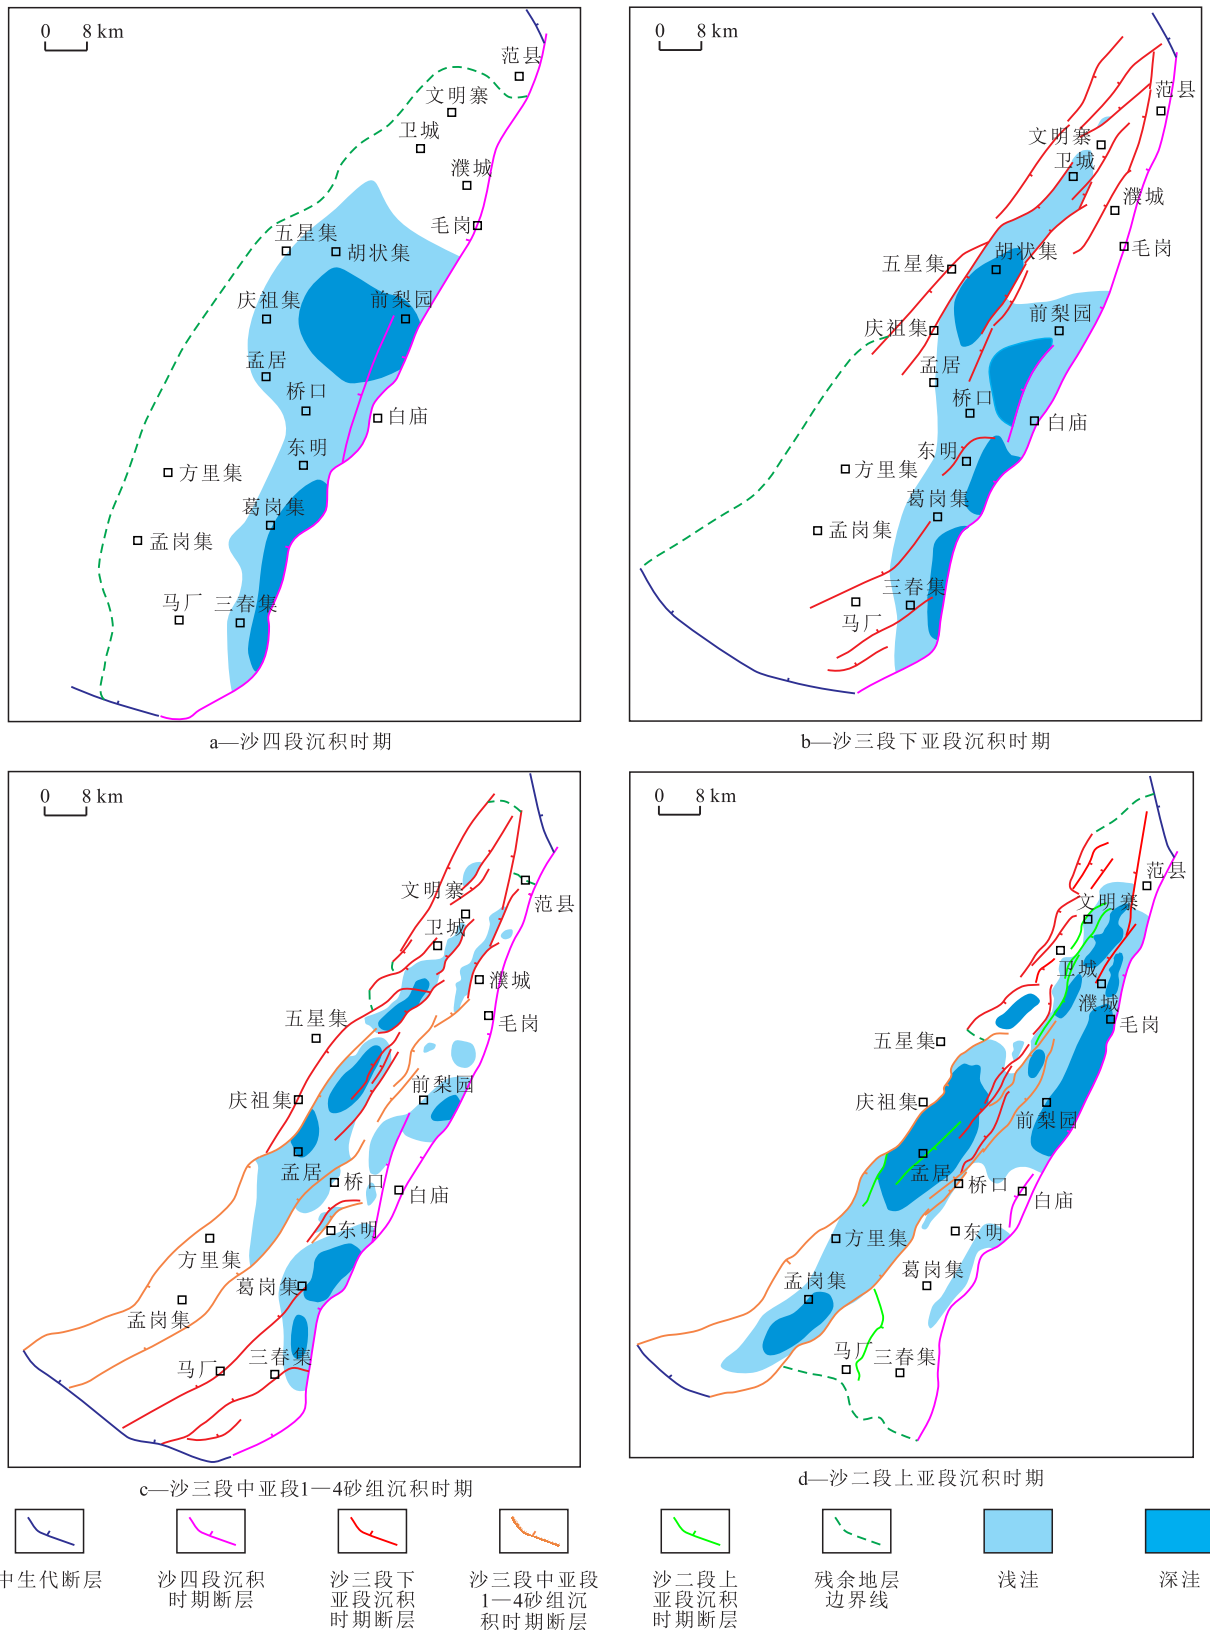 0 8 km
范县
文明寨
卫城
濮城
毛岗
五星集
胡状集
庆祖集
前梨园
孟居
桥口
白庙
东明
方里集
葛岗集
孟岗集
马厂
三春集
a—沙四段沉积时期
0 8 km
范县
文明寨
卫城
濮城
毛岗
胡状集
五星集
前梨园
庆祖集
孟居
桥口
白庙
东明
方里集
葛岗集
孟岗集
三春集
马厂
b—沙三段下亚段沉积时期
0 8 km
文明寨
范县
卫城
濮城
五星集
毛岗
前梨园
庆祖集
孟居
桥口
白庙
东明
方里集
葛岗集
孟岗集
三春集
马厂
c—沙三段中亚段1—4砂组沉积时期
0 8 km
范县
文明寨
卫城
濮城
毛岗
五星集
庆祖集
前梨园
孟居
桥口
白庙
东明
方里集
葛岗集
孟岗集
马厂
三春集
d—沙二段上亚段沉积时期
中生代断层
沙四段沉积
时期断层
沙三段下
亚段沉积
时期断层
沙三段中亚段
1—4砂组沉
积时期断层
沙二段上
亚段沉积
时期断层
残余地层
边界线
浅洼
深洼